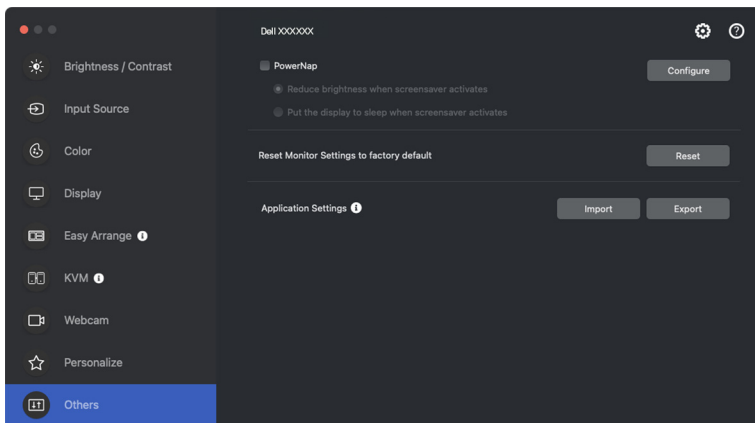 Dell XXXXXX
Brightness / Contrast
Input Source
Color
Display
Easy Arrange
KVM
Webcam
Personalize
Others
PowerNap
Configure
Reduce brightness when screensaver activates
Put the display to sleep when screensaver activates
Reset Monitor Settings to factory default
Reset
Application Settings
Import
Export